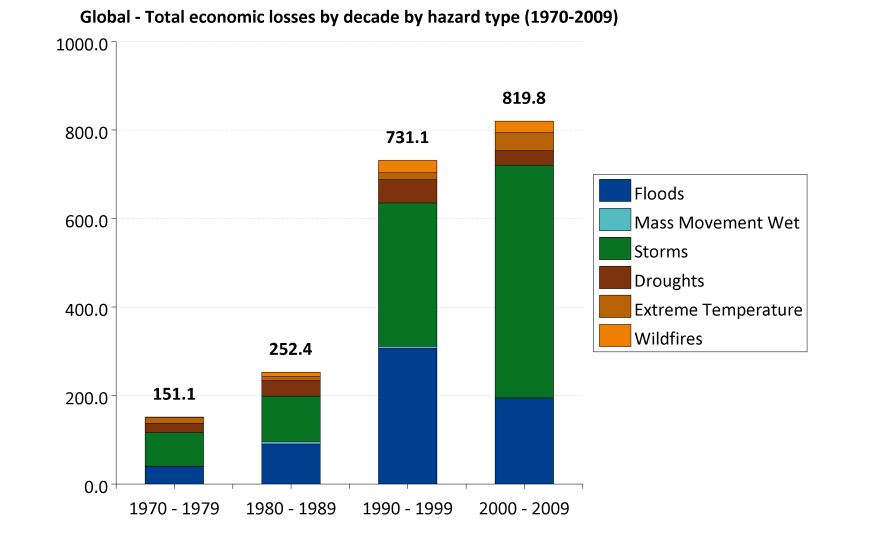 Global - Total economic losses by decade by hazard type (1970-2009)
1000.0
800.0
600.0
400.0
200.0
0.0
151.1
252.4
731.1
819.8
1970 - 1979
1980 - 1989
1990 - 1999
2000 - 2009
Floods
Mass Movement Wet
Storms
Droughts
Extreme Temperature
Wildfires